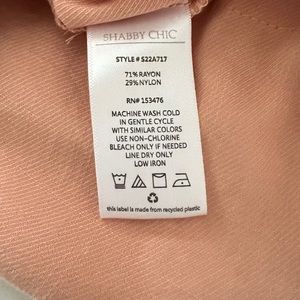 SHABBY CHIC
STYLE # S22A717
71% RAYON
29% NYLON
RN# 153476
MACHINE WASH COLD
IN GENTLE CYCLE
WITH SIMILAR COLORS
USE NON-CHLORINE
BLEACH ONLY IF NEEDED
LINE DRY ONLY
LOW IRON
this label is made from recycled plastic